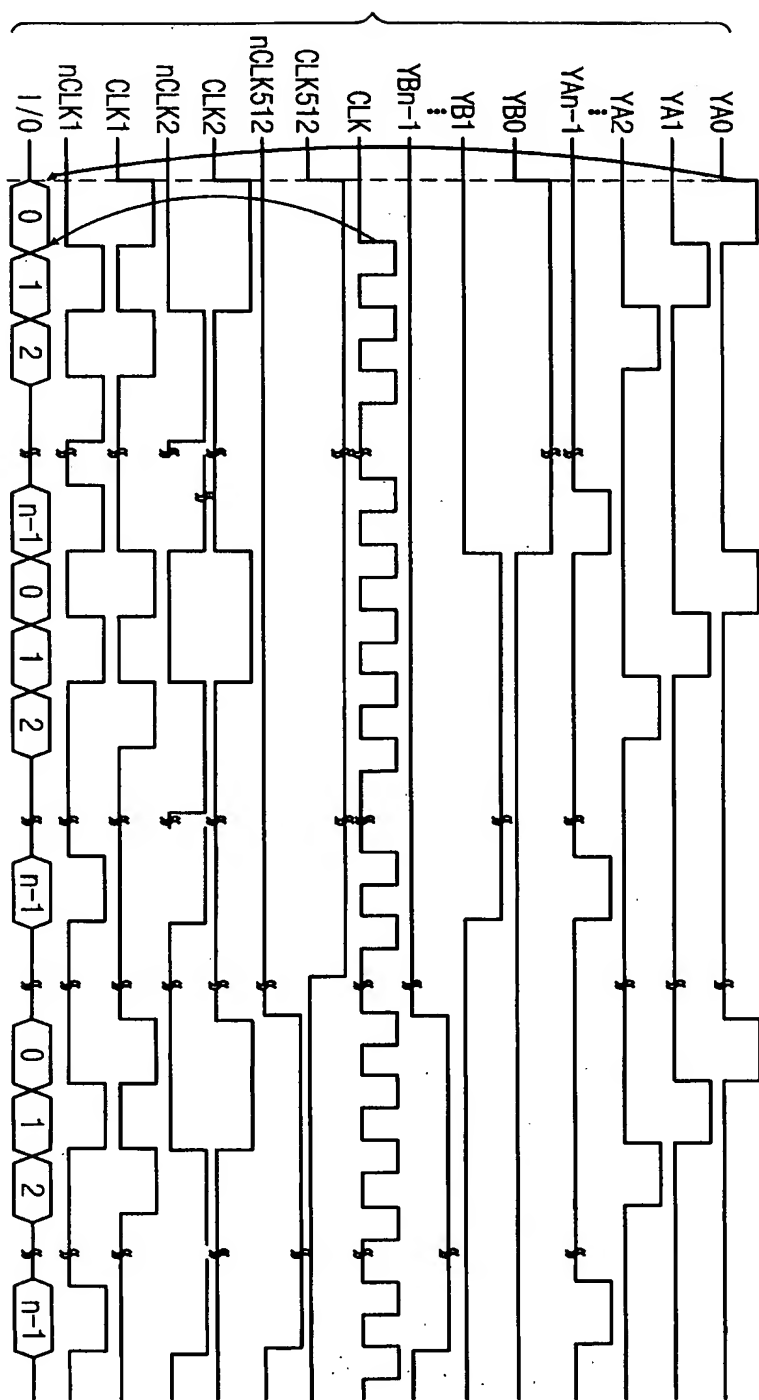 YA0
YA1
YA2
⋮
YAn-1
YB0
YB1
⋮
YBn-1
CLK
CLK512
nCLK512
CLK2
nCLK2
CLK1
nCLK1
I/O 0 1 2 n-1 0 1 2 n-1 0 1 2 n-1